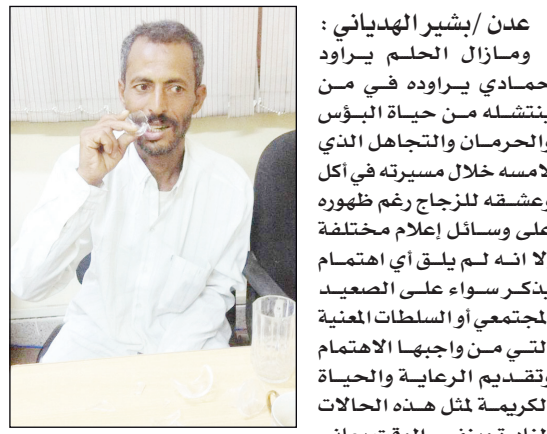 عدن /بشير الهدياني :
ومازال الحلم يراود
حمادي يراوده في من
ينتشله من حياة البؤس
والحرمان والتجاهل الذي
لامسه خلال مسيرته في أكل
وعشقه للزجاج رغم ظهوره
على وسائل إعلام مختلفة
الا انه لم يلق أي اهتمام
يذكر سواء على الصعيد
المجتمعي أو السلطات المعنية
التي من واجبها الاهتمام
وتقديم الرعاية والحياة
الكريمة لمثل هذه الحالات